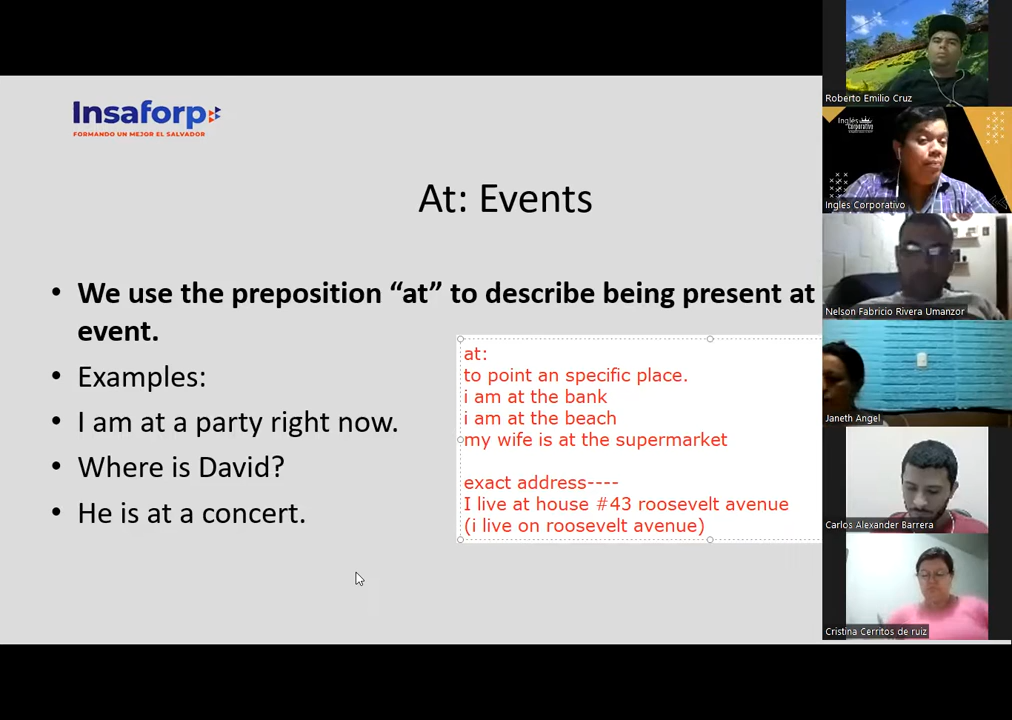 Insaforp
FORMANDO UN MEJOR EL SALVADOR
At: Events
• We use the preposition “at” to describe being present at
event.
• Examples:
• I am at a party right now.
• Where is David?
• He is at a concert.
at:
to point an specific place.
i am at the bank
i am at the beach
my wife is at the supermarket
exact address----
I live at house #43 roosevelt avenue
(i live on roosevelt avenue)
Roberto Emilio Cruz
Inglés
corporativo
Ingles Corporativo
Nelson Fabricio Rivera Umanzor
Janeth Angel
Carlos Alexander Barrera
Cristina Cerritos de ruiz